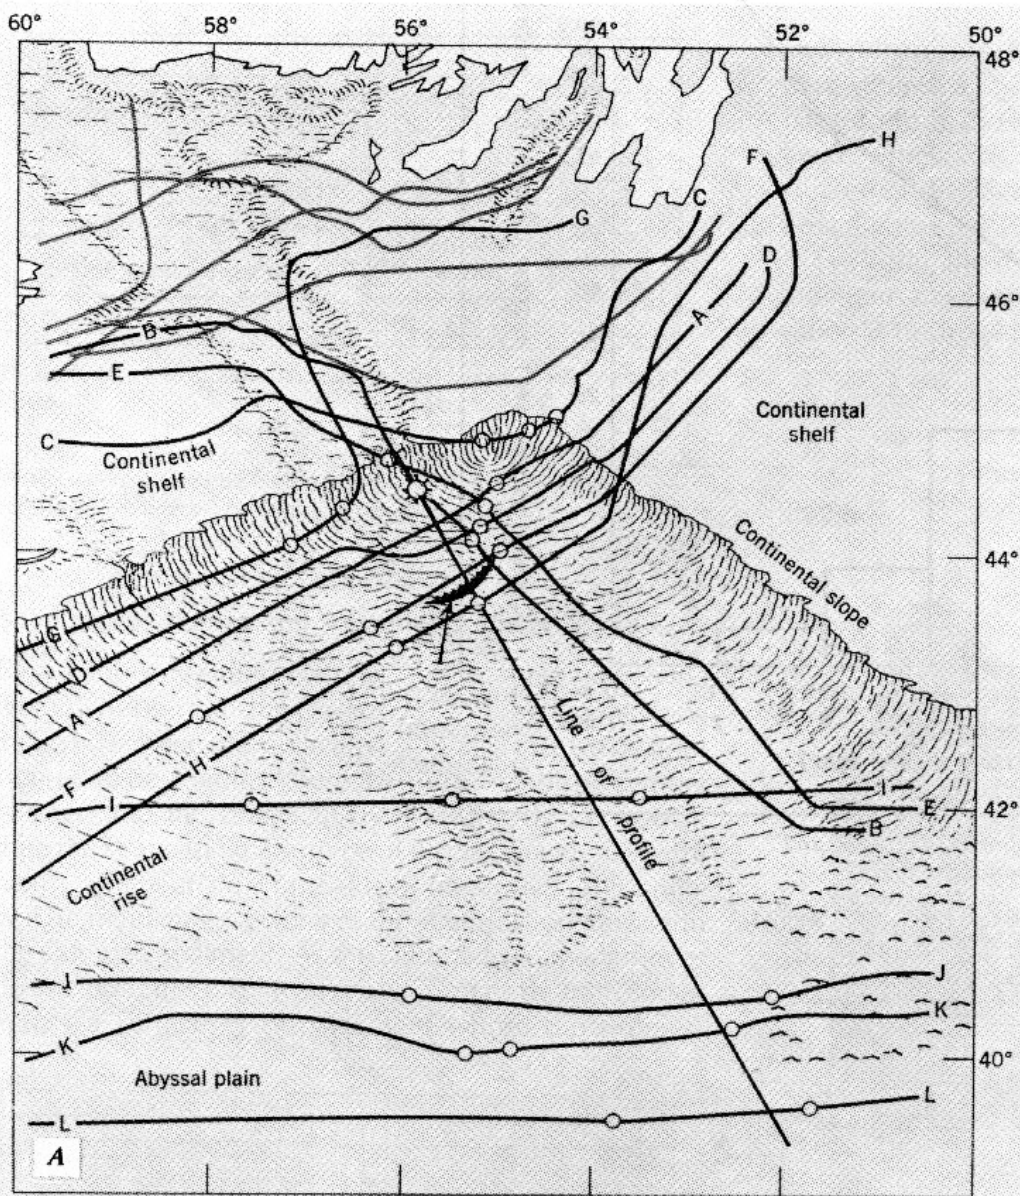 60°
58°
56°
54°
52°
50°
48°
H
F
C
G
D
46°
A
B
E
C
Continental
shelf
Continental
shelf
Continental slope
44°
G
D
A
F
H
Line of profile
I
I
E
42°
B
Continental
rise
J
J
K
K
40°
Abyssal plain
L
L
A